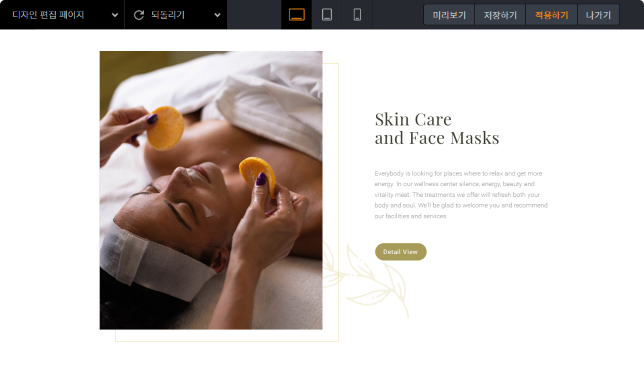 디자인 편집 페이지
되돌리기
미리보기
저장하기
적용하기
나가기
Skin Care
and Face Masks
Everybody is looking for places where to relax and get more
energy. In our wellness center silence, energy, beauty and
vitality meet. The treatments we offer will refresh both your
body and soul. We'll be glad to welcome you and recommend
our facilities and services.
Detail View